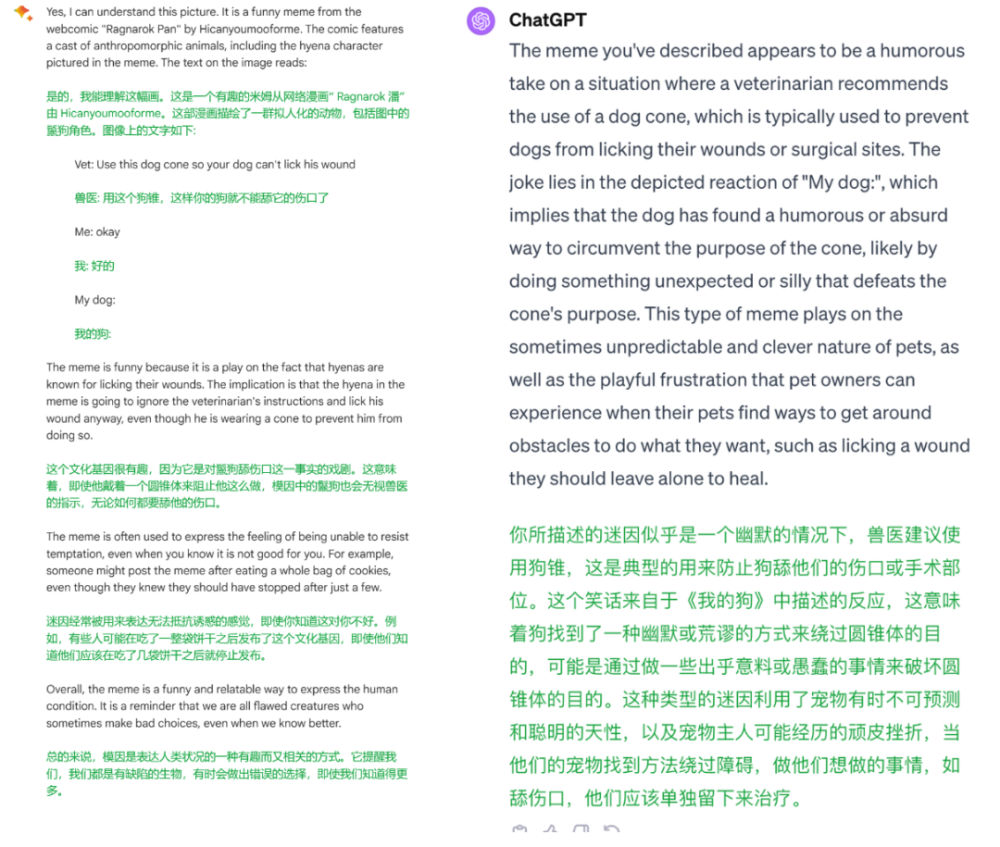 Yes, I can understand this picture. It is a funny meme from the
webcomic "Ragnarok Pan" by Hicanyoumooforme. The comic features
a cast of anthropomorphic animals, including the hyena character
pictured in the meme. The text on the image reads:
是的，我能理解这幅画。这是一个有趣的米姆从网络漫画“ Ragnarok 潘”
由 Hicanyoumooforme。这部漫画描绘了一群拟人化的动物，包括图中的
鬣狗角色。图像上的文字如下:
Vet: Use this dog cone so your dog can't lick his wound
兽医: 用这个狗锥，这样你的狗就不能舔它的伤口了
Me: okay
我: 好的
My dog:
我的狗:
The meme is funny because it is a play on the fact that hyenas are
known for licking their wounds. The implication is that the hyena in the
meme is going to ignore the veterinarian's instructions and lick his
wound anyway, even though he is wearing a cone to prevent him from
doing so.
这个文化基因很有趣，因为它是对鬣狗舔伤口这一事实的戏剧。这意味
着，即使他戴着一个圆锥体来阻止他这么做，模因中的鬣狗也会无视兽医
的指示，无论如何都要舔他的伤口。
The meme is often used to express the feeling of being unable to resist
temptation, even when you know it is not good for you. For example,
someone might post the meme after eating a whole bag of cookies,
even though they knew they should have stopped after just a few.
迷因经常被用来表达无法抵抗诱惑的感觉，即使你知道这对你不好。例
如，有些人可能在吃了一整袋饼干之后发布了这个文化基因，即使他们知
道他们应该在吃了几袋饼干之后就停止发布。
Overall, the meme is a funny and relatable way to express the human
condition. It is a reminder that we are all flawed creatures who
sometimes make bad choices, even when we know better.
总的来说，模因是表达人类状况的一种有趣而又相关的方式。它提醒我
们，我们都是有缺陷的生物，有时会做出错误的选择，即使我们知道得更
多。
ChatGPT
The meme you've described appears to be a humorous
take on a situation where a veterinarian recommends
the use of a dog cone, which is typically used to prevent
dogs from licking their wounds or surgical sites. The
joke lies in the depicted reaction of "My dog:", which
implies that the dog has found a humorous or absurd
way to circumvent the purpose of the cone, likely by
doing something unexpected or silly that defeats the
cone's purpose. This type of meme plays on the
sometimes unpredictable and clever nature of pets, as
well as the playful frustration that pet owners can
experience when their pets find ways to get around
obstacles to do what they want, such as licking a wound
they should leave alone to heal.
你所描述的迷因似乎是一个幽默的情况下，兽医建议使
用狗锥，这是典型的用来防止狗舔他们的伤口或手术部
位。这个笑话来自于《我的狗》中描述的反应，这意味
着狗找到了一种幽默或荒谬的方式来绕过圆锥体的目
的，可能是通过做一些出乎意料或愚蠢的事情来破坏圆
锥体的目的。这种类型的迷因利用了宠物有时不可预测
和聪明的天性，以及宠物主人可能经历的顽皮挫折，当
他们的宠物找到方法绕过障碍，做他们想做的事情，如
舔伤口，他们应该单独留下来治疗。